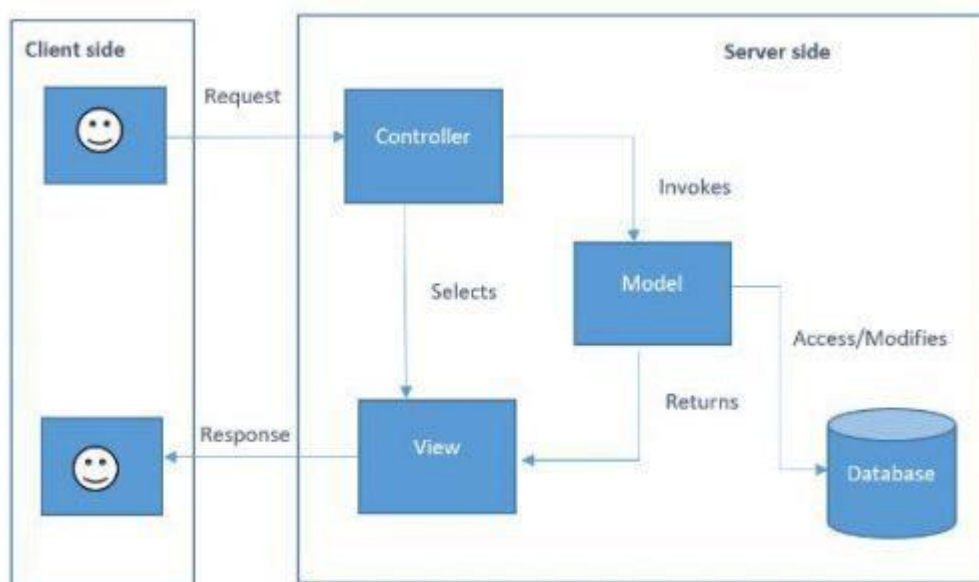 Client side
Server side
Request
Controller
Invokes
Selects
Model
Access/Modifies
Returns
Response
View
Database